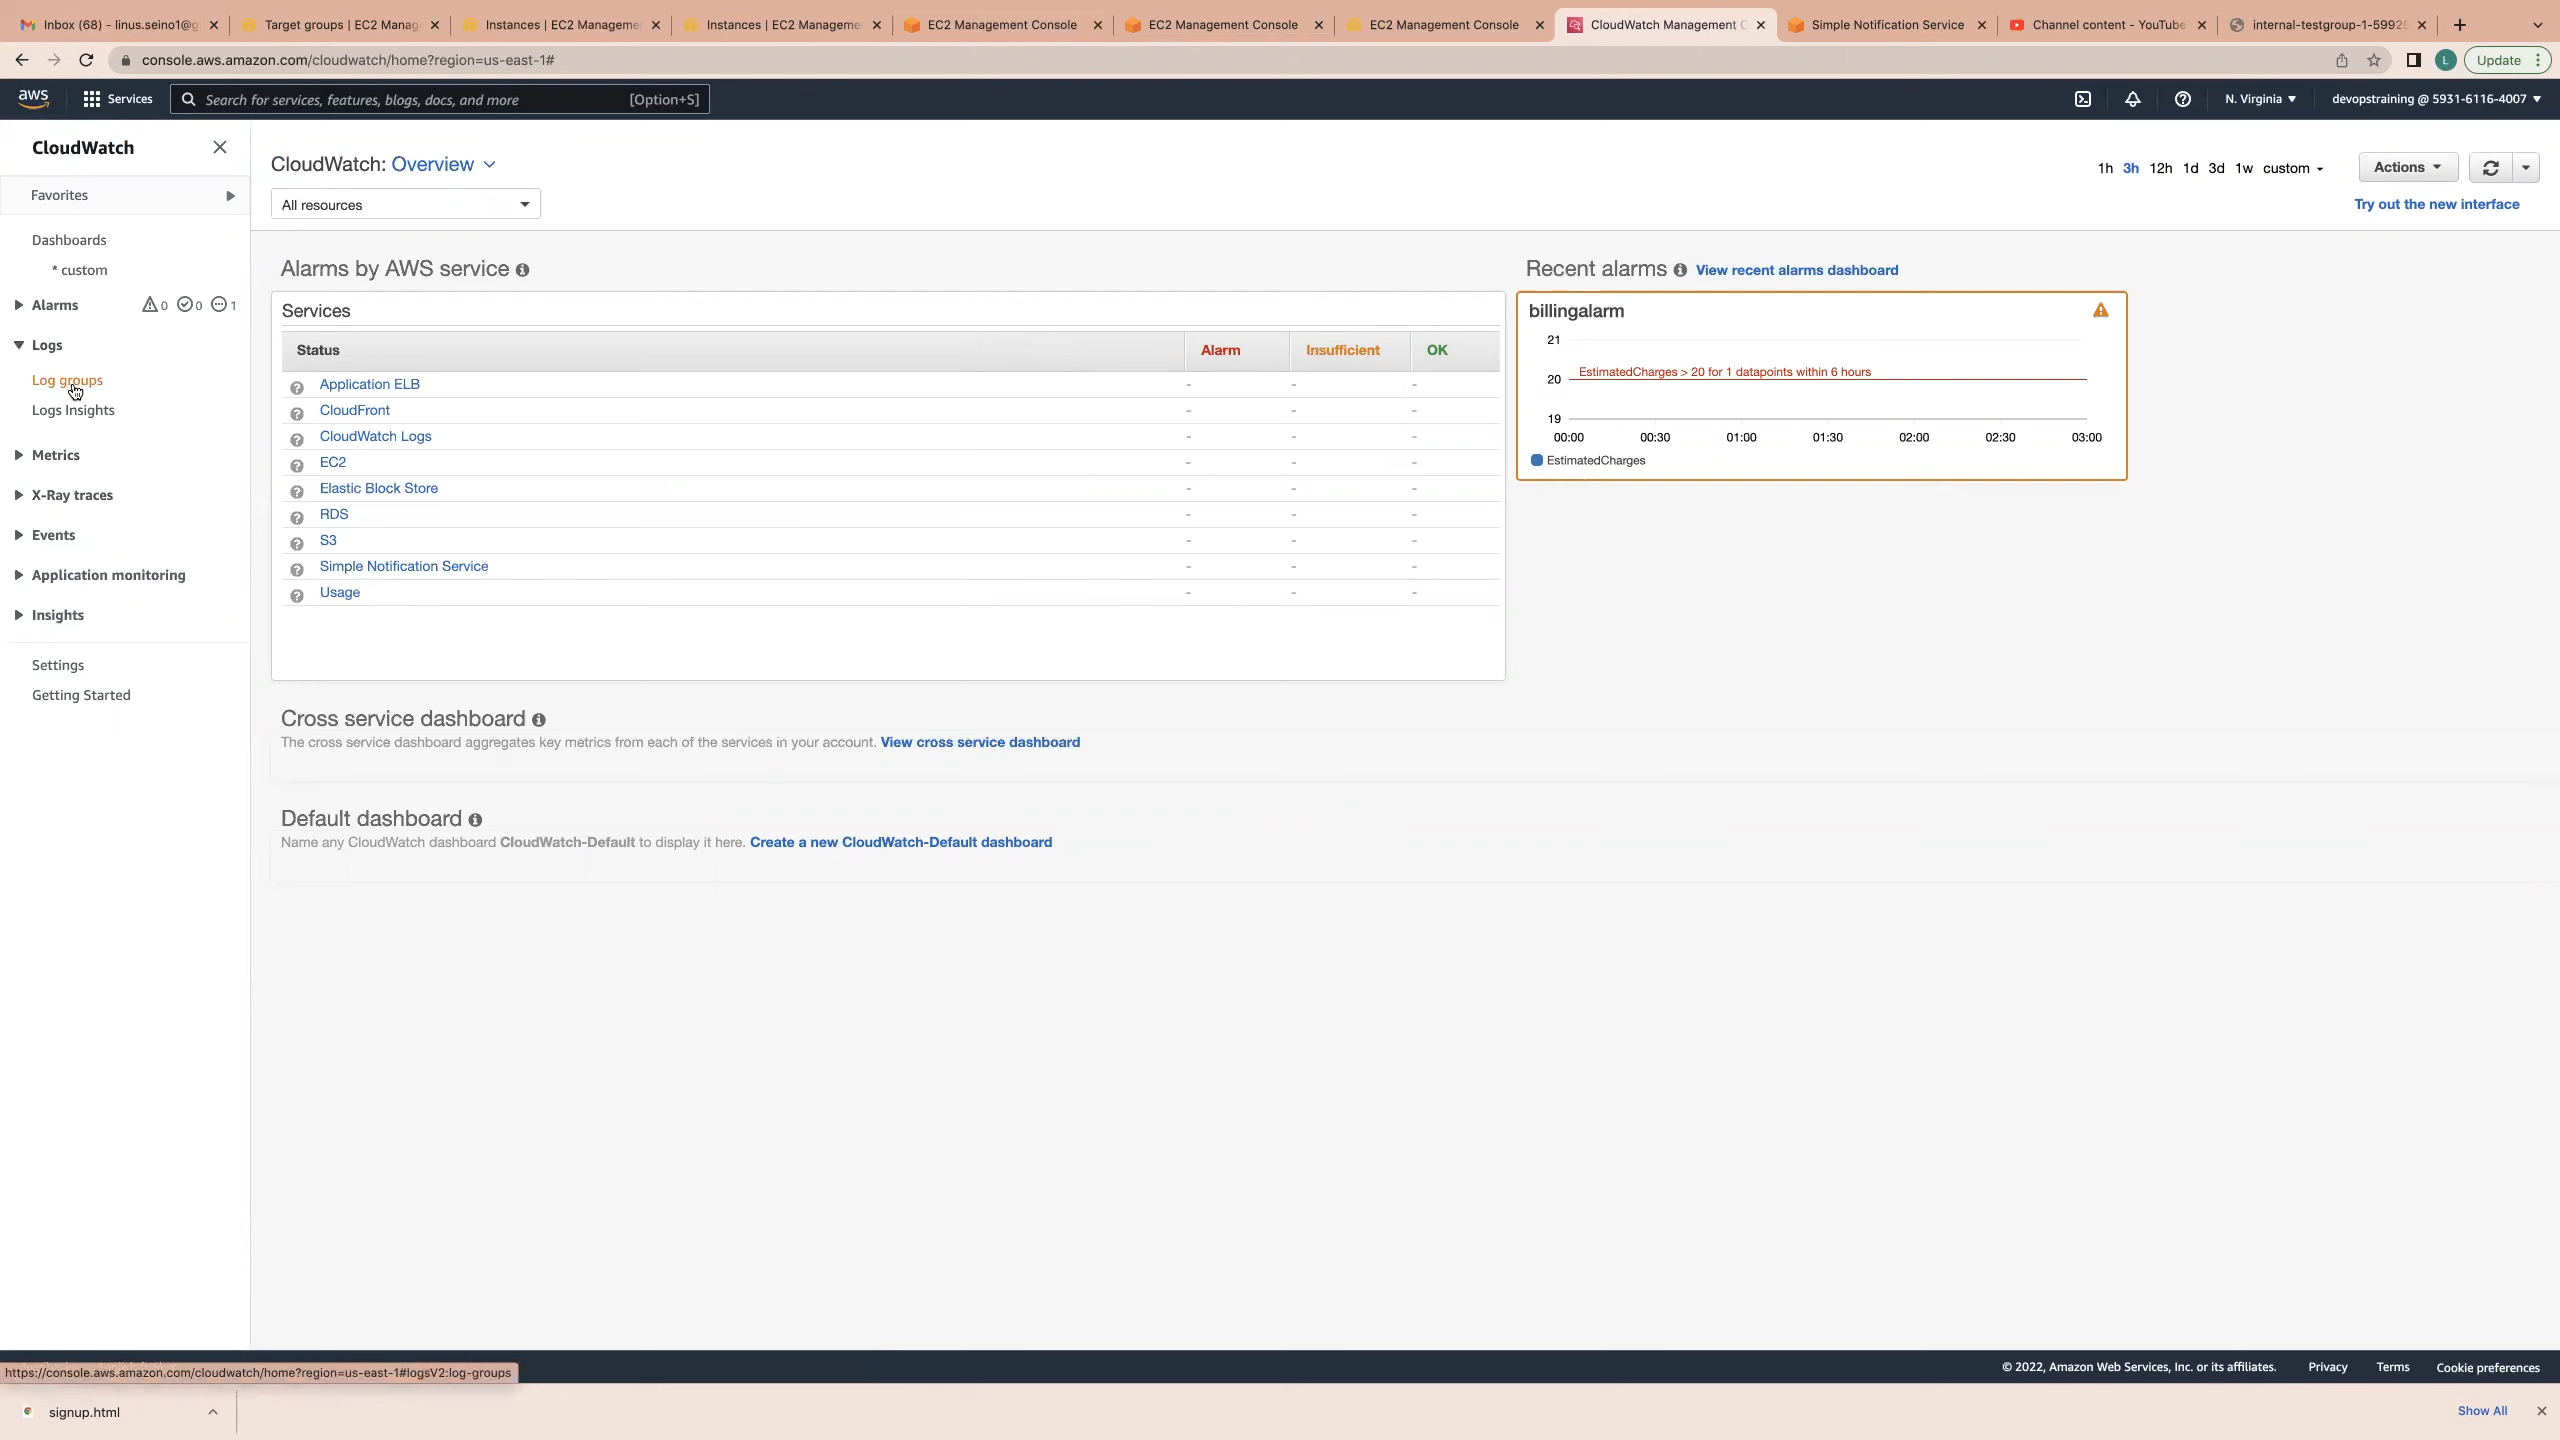 Inbox (68) - linus.seino1@g
Target groups | EC2 Manag
Instances | EC2 Manageme
Instances | EC2 Manageme
EC2 Management Console
EC2 Management Console
EC2 Management Console
CloudWatch Management C
Simple Notification Service
Channel content - YouTube
internal-testgroup-1-5992
console.aws.amazon.com/cloudwatch/home?region=us-east-1#
Update
aws
Services
Search for services, features, blogs, docs, and more
[Option+S]
N. Virginia
devopstraining @ 5931-6116-4007
CloudWatch
Favorites
Dashboards
* custom
Alarms 0 0 1
Logs
Log groups
Logs Insights
Metrics
X-Ray traces
Events
Application monitoring
Insights
Settings
Getting Started
CloudWatch: Overview
All resources
1h 3h 12h 1d 3d 1w custom
Actions
Try out the new interface
Alarms by AWS service
Services
Status Alarm Insufficient OK
Application ELB - - -
CloudFront - - -
CloudWatch Logs - - -
EC2 - - -
Elastic Block Store - - -
RDS - - -
S3 - - -
Simple Notification Service - - -
Usage - - -
Recent alarms View recent alarms dashboard
billingalarm
21
EstimatedCharges > 20 for 1 datapoints within 6 hours
20
19
00:00 00:30 01:00 01:30 02:00 02:30 03:00
EstimatedCharges
Cross service dashboard
The cross service dashboard aggregates key metrics from each of the services in your account. View cross service dashboard
Default dashboard
Name any CloudWatch dashboard CloudWatch-Default to display it here. Create a new CloudWatch-Default dashboard
© 2022, Amazon Web Services, Inc. or its affiliates. Privacy Terms Cookie preferences
https://console.aws.amazon.com/cloudwatch/home?region=us-east-1#logsV2:log-groups
signup.html
Show All